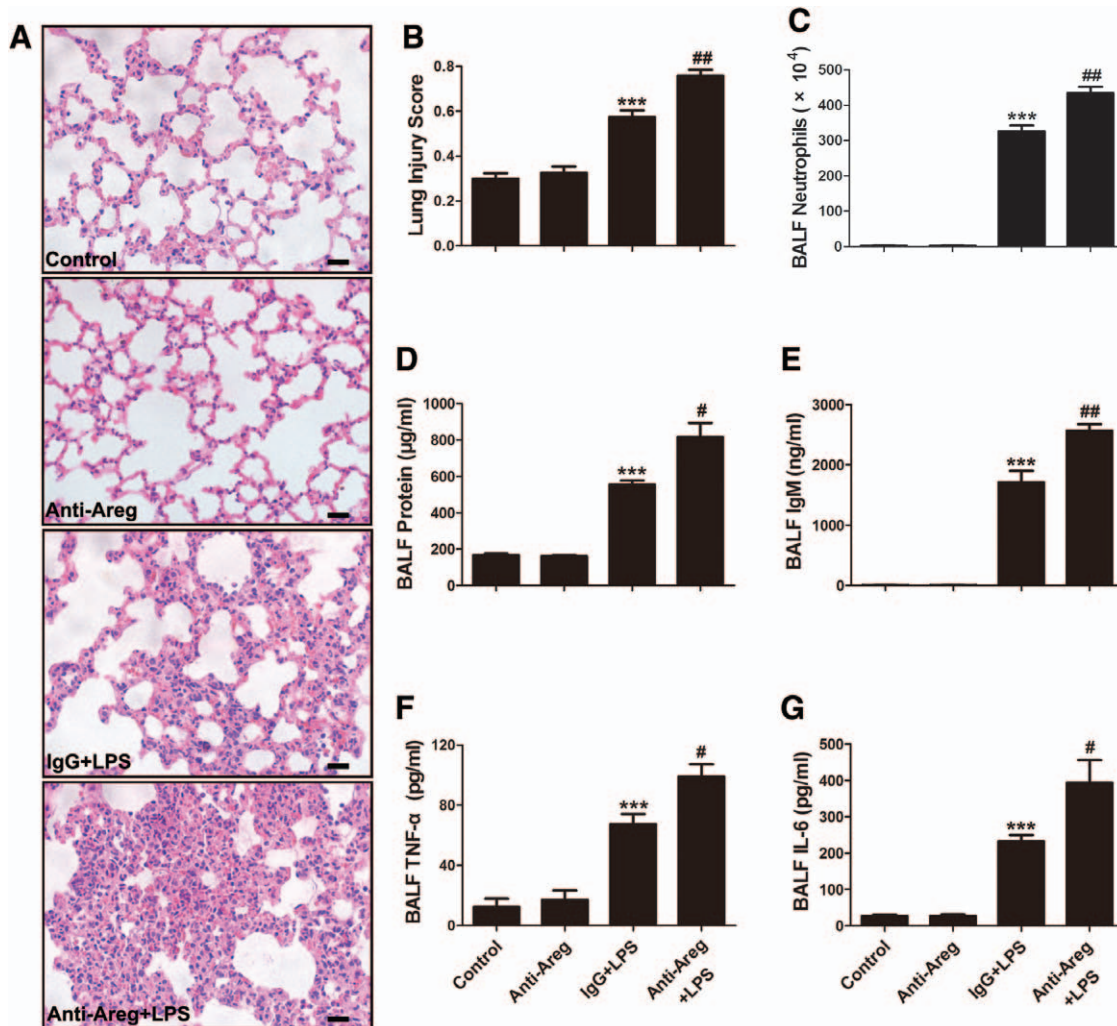 A
Control
Anti-Areg
IgG+LPS
Anti-Areg+LPS
B
Lung Injury Score
0.8
0.6
0.4
0.2
0.0
***
##
C
BALF Neutrophils (× 10⁴)
500
400
300
200
100
0
***
##
D
BALF Protein (µg/ml)
1000
800
600
400
200
0
***
#
E
BALF IgM (ng/ml)
3000
2000
1000
0
***
##
F
BALF TNF-α (pg/ml)
120
80
40
0
***
#
Control
Anti-Areg
IgG+LPS
Anti-Areg
+LPS
G
BALF IL-6 (pg/ml)
500
400
300
200
100
0
***
#
Control
Anti-Areg
IgG+LPS
Anti-Areg
+LPS